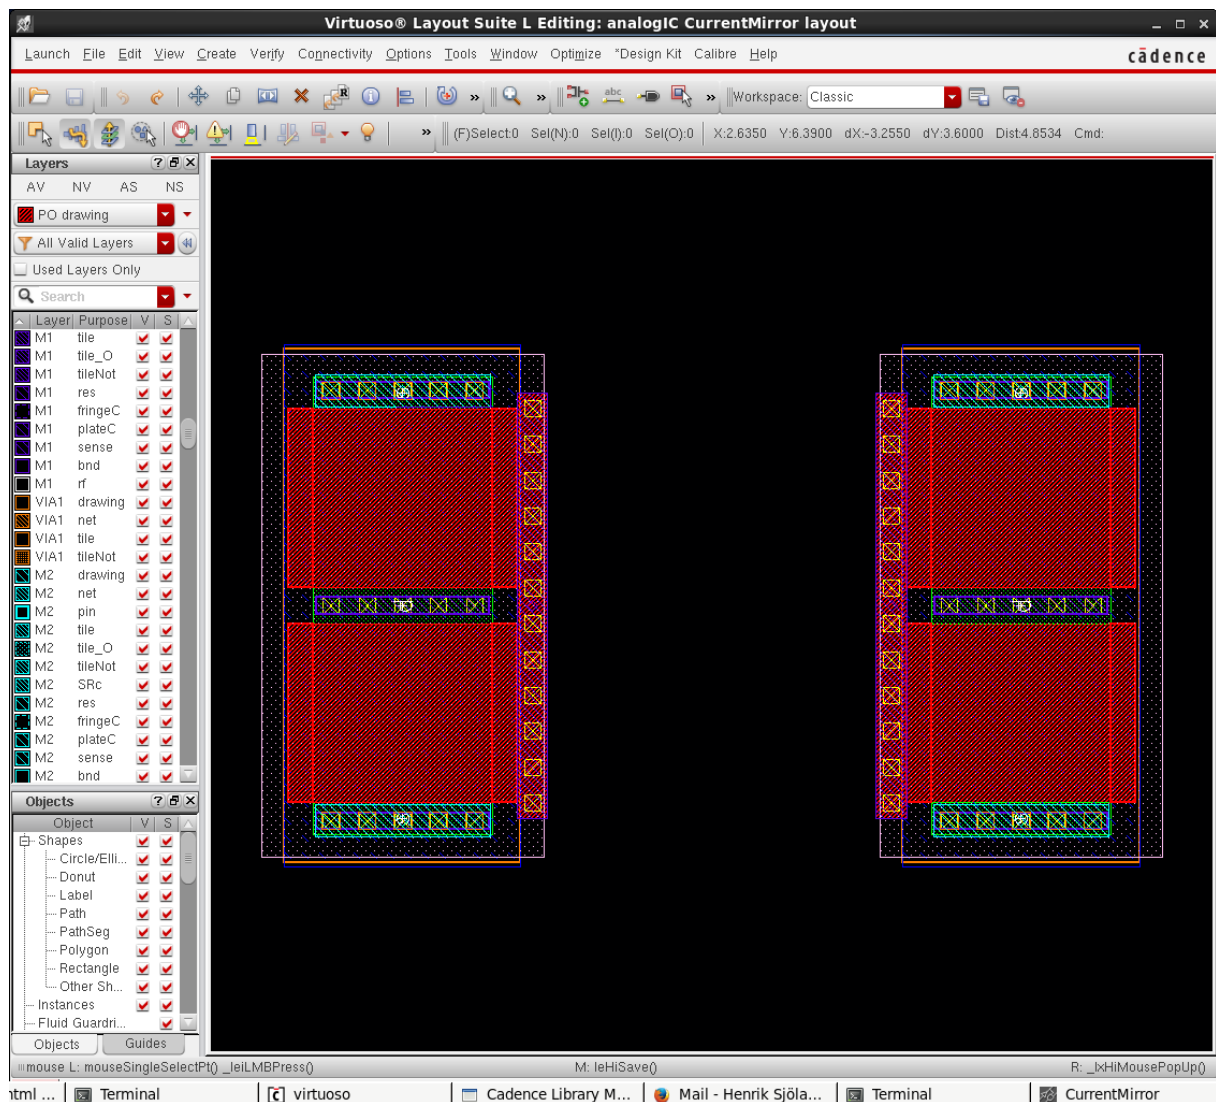 Virtuoso® Layout Suite L Editing: analogIC CurrentMirror layout
Launch File Edit View Create Verify Connectivity Options Tools Window Optimize *Design Kit Calibre Help cādence
» » abc » Workspace: Classic
» (F)Select:0 Sel(N):0 Sel(I):0 Sel(O):0 X:2.6350 Y:6.3900 dX:-3.2550 dY:3.6000 Dist:4.8534 Cmd:
Layers
AV NV AS NS
PO drawing
All Valid Layers
Used Layers Only
Search
Layer Purpose V S
M1 tile
M1 tile_O
M1 tileNot
M1 res
M1 fringeC
M1 plateC
M1 sense
M1 bnd
M1 rf
VIA1 drawing
VIA1 net
VIA1 tile
VIA1 tileNot
M2 drawing
M2 net
M2 pin
M2 tile
M2 tile_O
M2 tileNot
M2 SRc
M2 res
M2 fringeC
M2 plateC
M2 sense
M2 bnd
Objects
Object V S
Shapes
Circle/Elli...
Donut
Label
Path
PathSeg
Polygon
Rectangle
Other Sh...
Instances
Fluid Guardri...
Objects Guides
mouse L: mouseSingleSelectPt() _leiLMBPress() M: leHiSave() R: _lxHiMousePopUp()
html ... Terminal virtuoso Cadence Library M... Mail - Henrik Sjöla... Terminal CurrentMirror